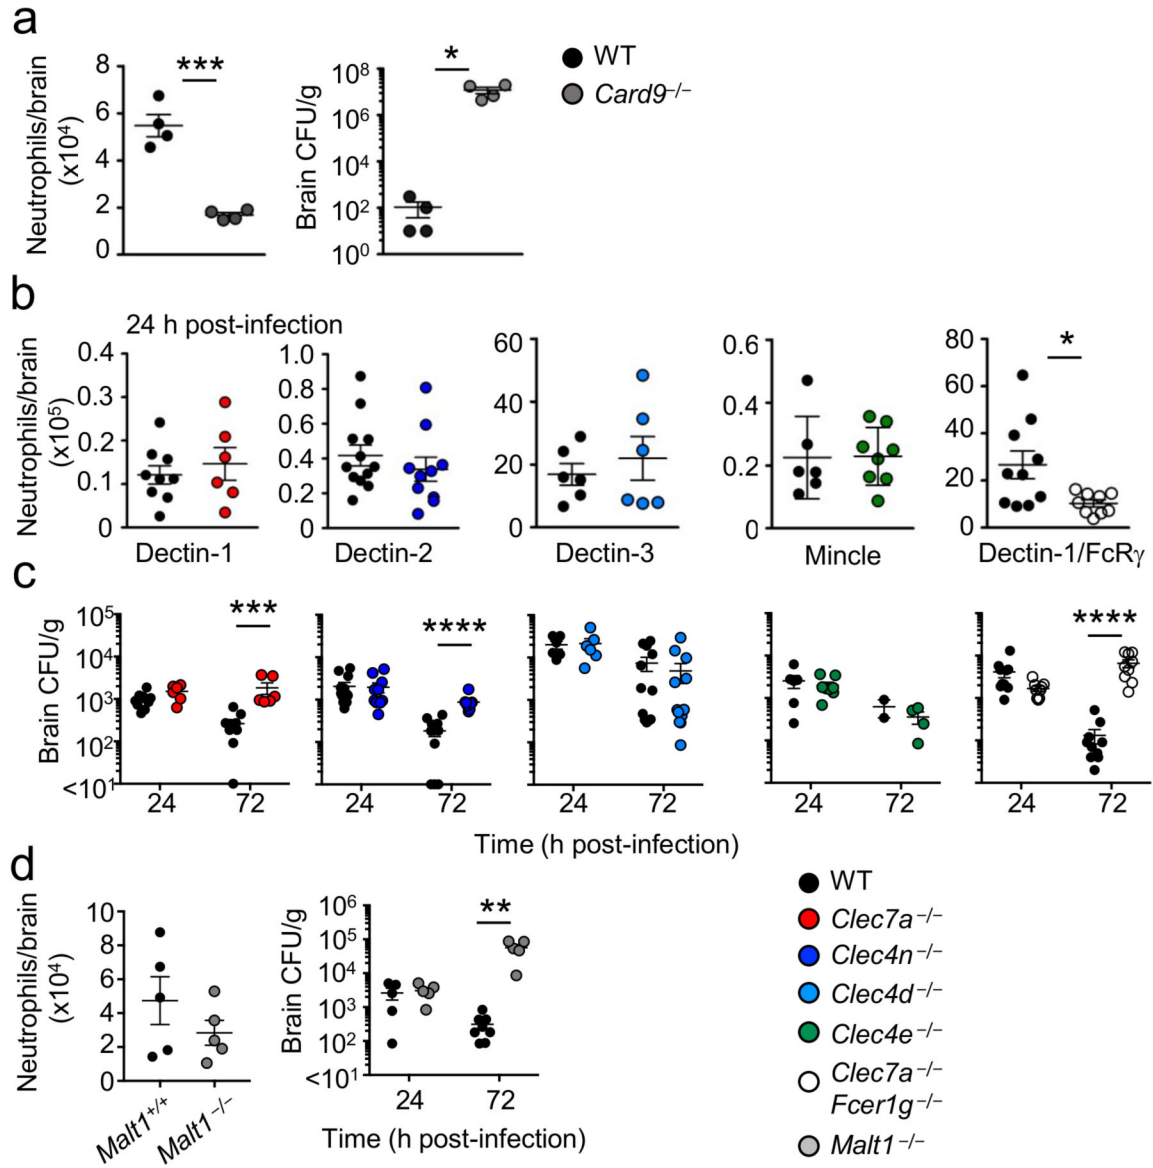 a
Neutrophils/brain
(x10⁴)
8
6
4
2
0
***
Brain CFU/g
10⁸
10⁶
10⁴
10²
10⁰
*
WT
Card9⁻/⁻
b
24 h post-infection
Neutrophils/brain
(x10⁵)
0.4
0.3
0.2
0.1
0
Dectin-1
1.0
0.8
0.6
0.4
0.2
0
Dectin-2
60
40
20
0
Dectin-3
0.6
0.4
0.2
0
Mincle
80
60
40
20
0
*
Dectin-1/FcRγ
c
Brain CFU/g
10⁵
10⁴
10³
10²
<10¹
***
24 72
****
24 72
24 72
24 72
****
24 72
Time (h post-infection)
d
Neutrophils/brain
(x10⁴)
10
8
6
4
2
0
Malt1⁺/⁺
Malt1⁻/⁻
Brain CFU/g
10⁶
10⁵
10⁴
10³
10²
<10¹
**
24 72
Time (h post-infection)
WT
Clec7a⁻/⁻
Clec4n⁻/⁻
Clec4d⁻/⁻
Clec4e⁻/⁻
Clec7a⁻/⁻
Fcer1g⁻/⁻
Malt1⁻/⁻